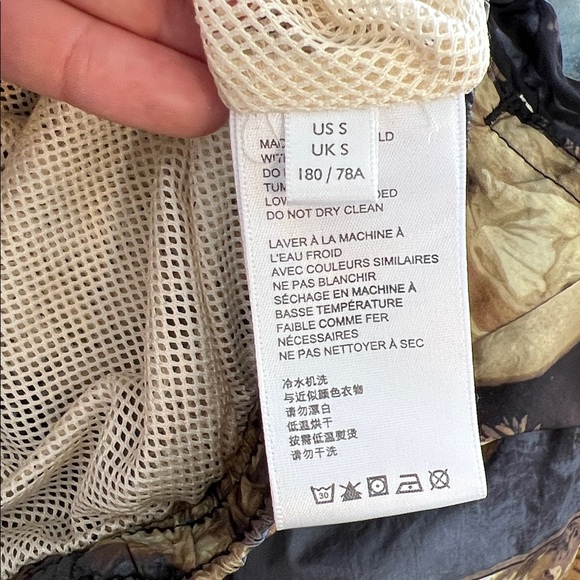 US S
UK S
180 / 78A
DO NOT DRY CLEAN
LAVER À LA MACHINE À
L'EAU FROID
AVEC COULEURS SIMILAIRES
NE PAS BLANCHIR
SÉCHAGE EN MACHINE À
BASSE TEMPÉRATURE
FAIBLE COMME FER
NÉCESSAIRES
NE PAS NETTOYER À SEC
冷水机洗
与近似颜色衣物
请勿漂白
低温烘干
按需低温熨烫
请勿干洗
30